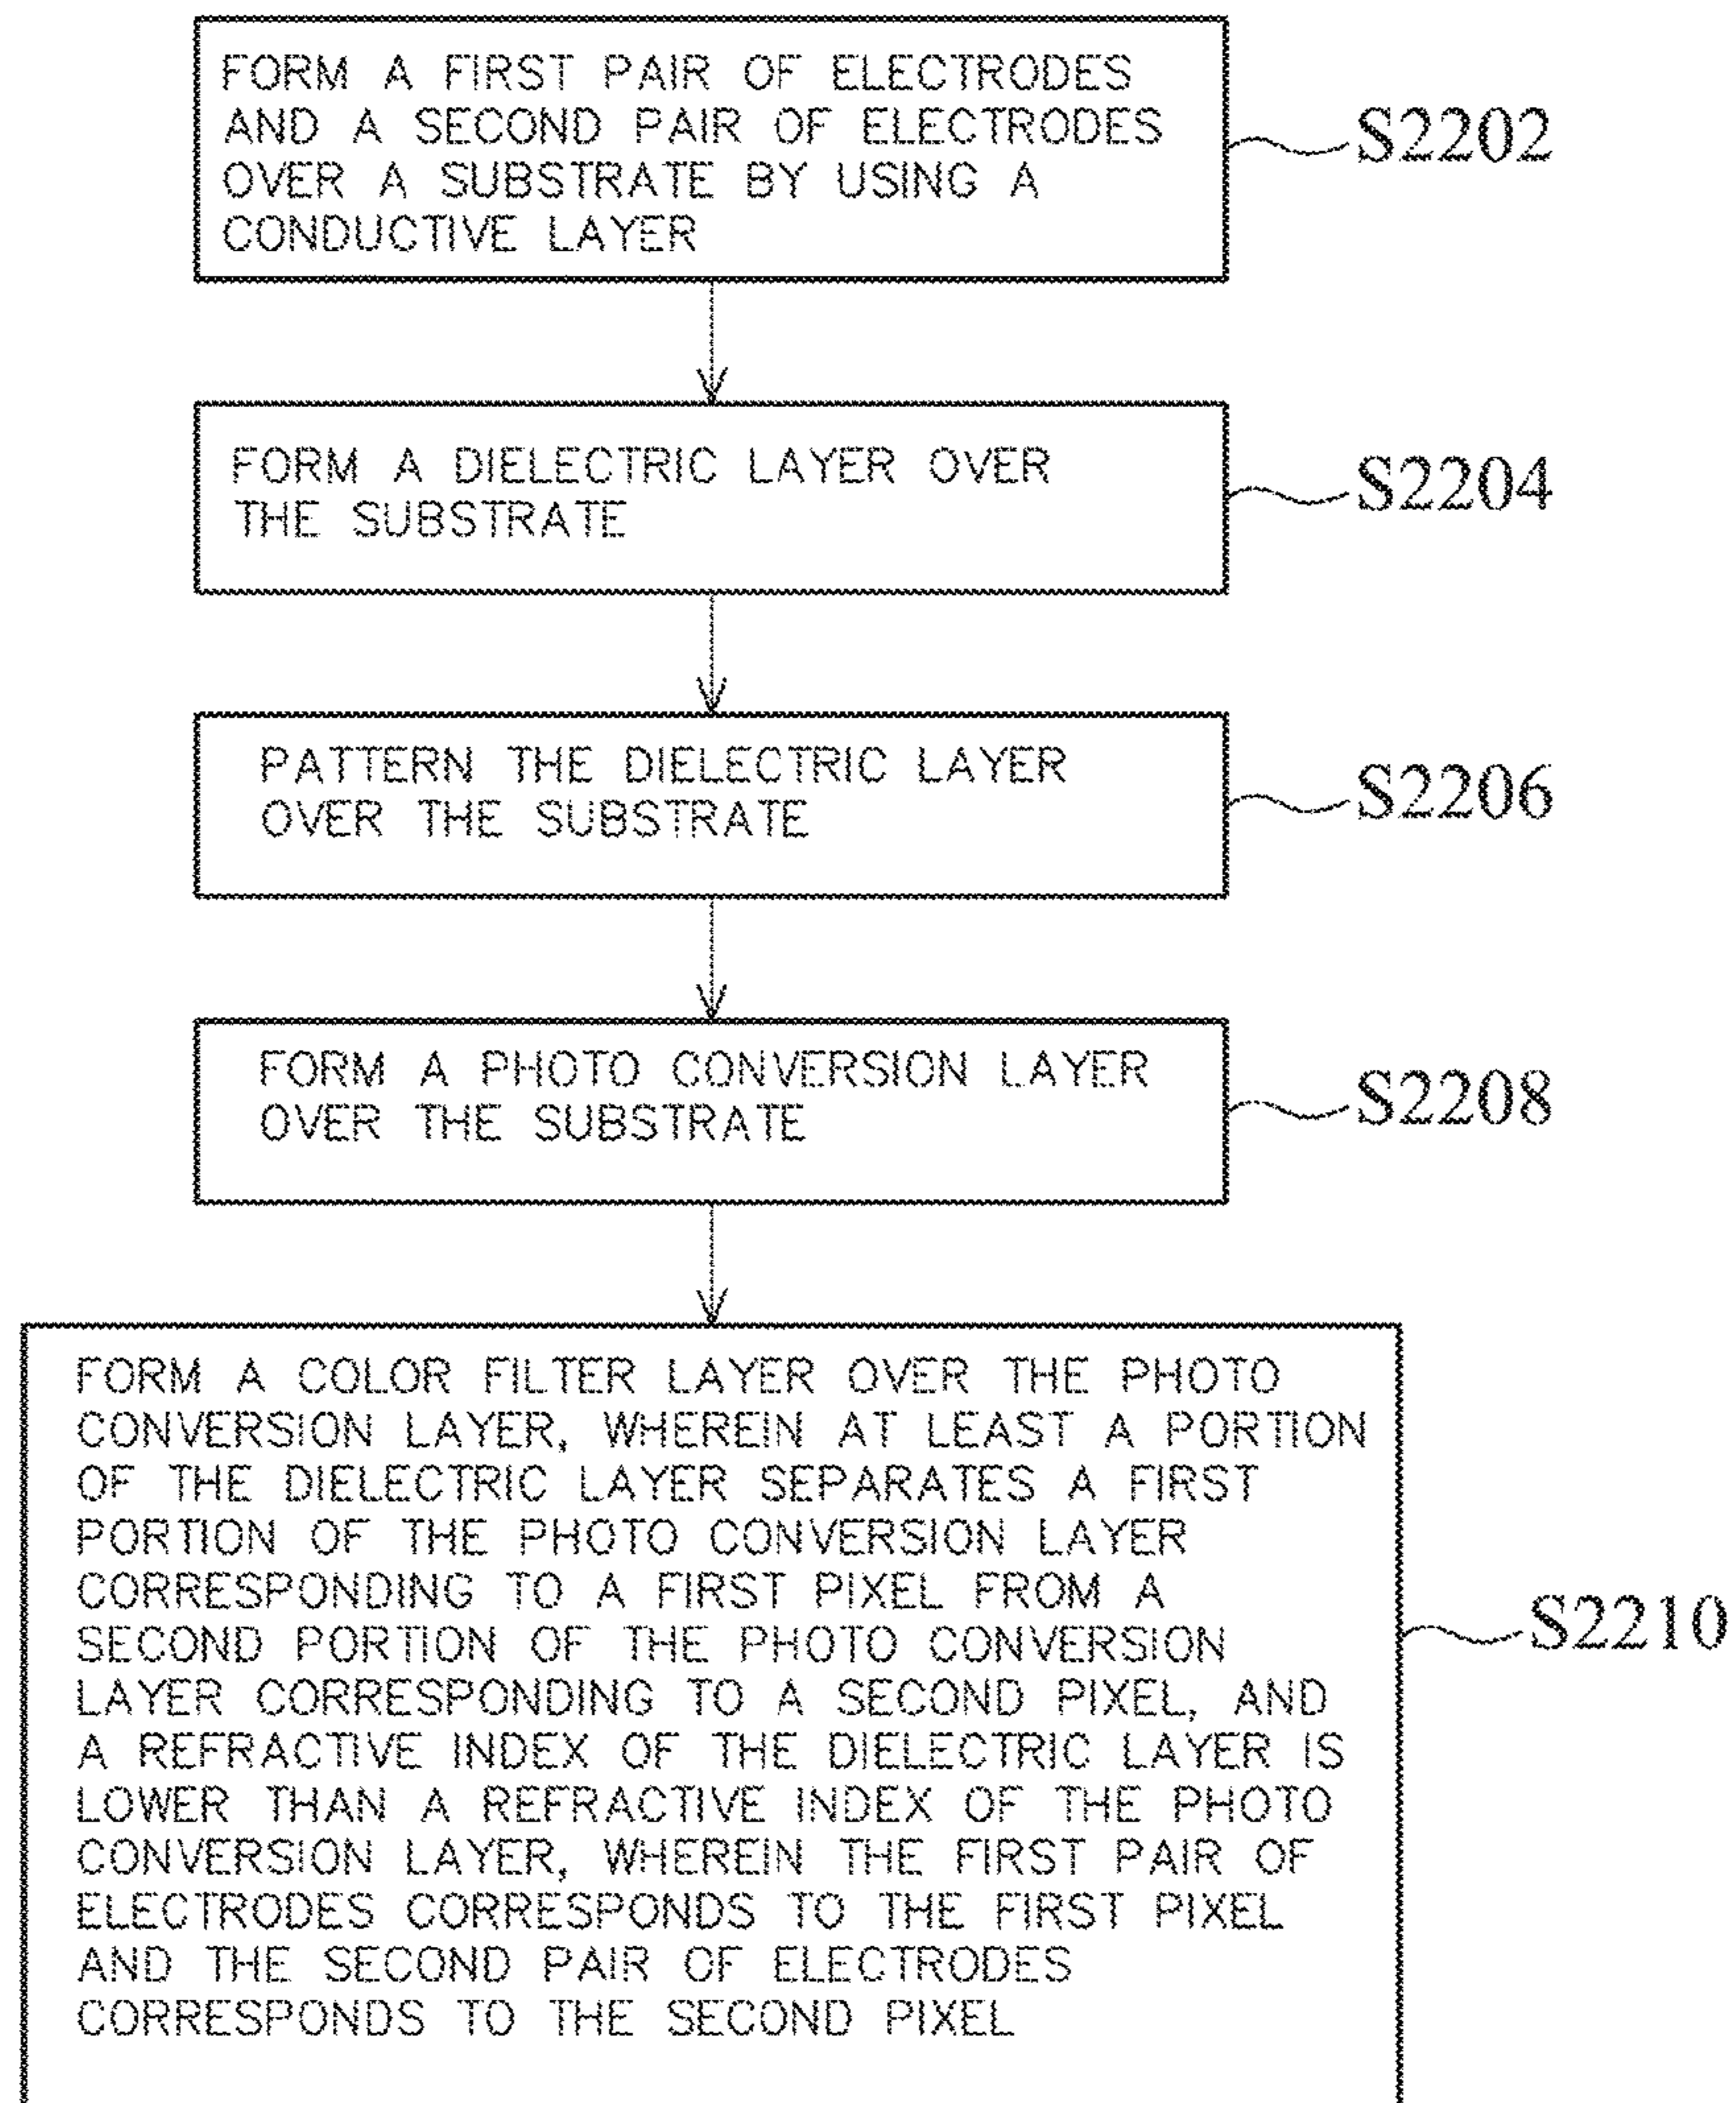 FORM A FIRST PAIR OF ELECTRODES
AND A SECOND PAIR OF ELECTRODES
OVER A SUBSTRATE BY USING A
CONDUCTIVE LAYER
S2202
FORM A DIELECTRIC LAYER OVER
THE SUBSTRATE
S2204
PATTERN THE DIELECTRIC LAYER
OVER THE SUBSTRATE
S2206
FORM A PHOTO CONVERSION LAYER
OVER THE SUBSTRATE
S2208
FORM A COLOR FILTER LAYER OVER THE PHOTO
CONVERSION LAYER, WHEREIN AT LEAST A PORTION
OF THE DIELECTRIC LAYER SEPARATES A FIRST
PORTION OF THE PHOTO CONVERSION LAYER
CORRESPONDING TO A FIRST PIXEL FROM A
SECOND PORTION OF THE PHOTO CONVERSION
LAYER CORRESPONDING TO A SECOND PIXEL, AND
A REFRACTIVE INDEX OF THE DIELECTRIC LAYER IS
LOWER THAN A REFRACTIVE INDEX OF THE PHOTO
CONVERSION LAYER, WHEREIN THE FIRST PAIR OF
ELECTRODES CORRESPONDS TO THE FIRST PIXEL
AND THE SECOND PAIR OF ELECTRODES
CORRESPONDS TO THE SECOND PIXEL
S2210